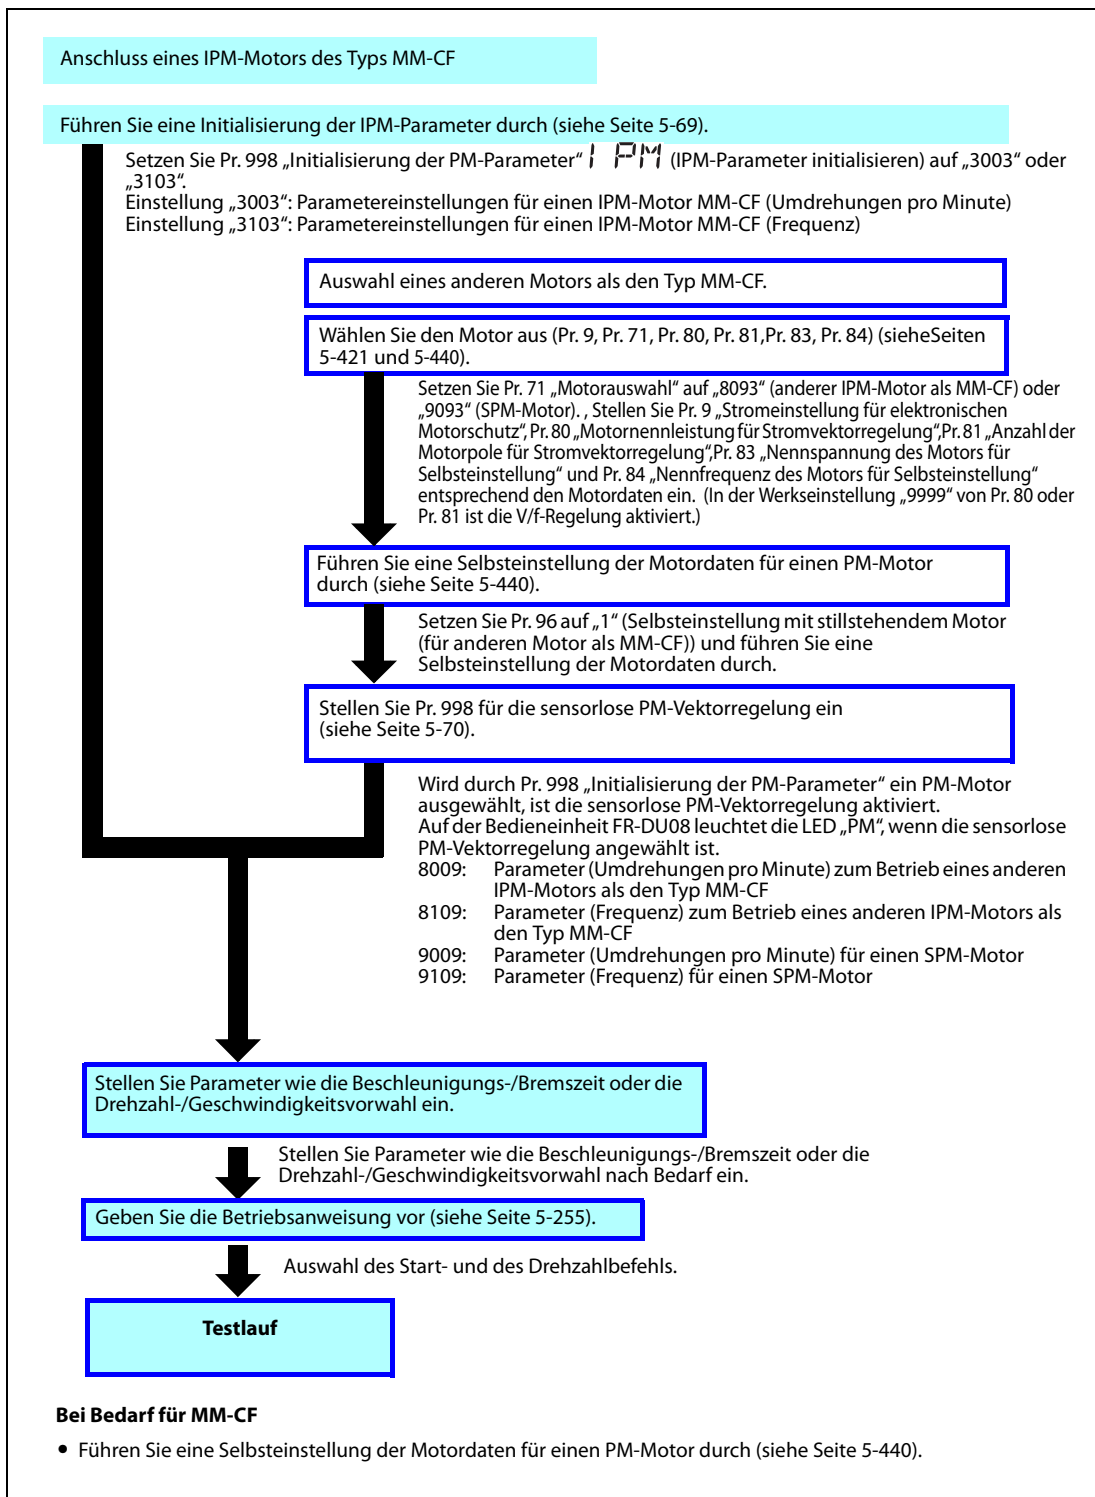 Anschluss eines IPM-Motors des Typs MM-CF
Führen Sie eine Initialisierung der IPM-Parameter durch (siehe Seite 5-69).
Setzen Sie Pr. 998 „Initialisierung der PM-Parameter“ IPM (IPM-Parameter initialisieren) auf „3003“ oder
„3103“.
Einstellung „3003“: Parametereinstellungen für einen IPM-Motor MM-CF (Umdrehungen pro Minute)
Einstellung „3103“: Parametereinstellungen für einen IPM-Motor MM-CF (Frequenz)
Auswahl eines anderen Motors als den Typ MM-CF.
Wählen Sie den Motor aus (Pr. 9, Pr. 71, Pr. 80, Pr. 81,Pr. 83, Pr. 84) (sieheSeiten
5-421 und 5-440).
Setzen Sie Pr. 71 „Motorauswahl“ auf „8093“ (anderer IPM-Motor als MM-CF) oder
„9093“ (SPM-Motor). , Stellen Sie Pr. 9 „Stromeinstellung für elektronischen
Motorschutz“, Pr. 80 „Motornennleistung für Stromvektorregelung“,Pr. 81 „Anzahl der
Motorpole für Stromvektorregelung“,Pr. 83 „Nennspannung des Motors für
Selbsteinstellung“ und Pr. 84 „Nennfrequenz des Motors für Selbsteinstellung“
entsprechend den Motordaten ein. (In der Werkseinstellung „9999“ von Pr. 80 oder
Pr. 81 ist die V/f-Regelung aktiviert.)
Führen Sie eine Selbsteinstellung der Motordaten für einen PM-Motor
durch (siehe Seite 5-440).
Setzen Sie Pr. 96 auf „1“ (Selbsteinstellung mit stillstehendem Motor
(für anderen Motor als MM-CF)) und führen Sie eine
Selbsteinstellung der Motordaten durch.
Stellen Sie Pr. 998 für die sensorlose PM-Vektorregelung ein
(siehe Seite 5-70).
Wird durch Pr. 998 „Initialisierung der PM-Parameter“ ein PM-Motor
ausgewählt, ist die sensorlose PM-Vektorregelung aktiviert.
Auf der Bedieneinheit FR-DU08 leuchtet die LED „PM“, wenn die sensorlose
PM-Vektorregelung angewählt ist.
8009: Parameter (Umdrehungen pro Minute) zum Betrieb eines anderen
IPM-Motors als den Typ MM-CF
8109: Parameter (Frequenz) zum Betrieb eines anderen IPM-Motors als
den Typ MM-CF
9009: Parameter (Umdrehungen pro Minute) für einen SPM-Motor
9109: Parameter (Frequenz) für einen SPM-Motor
Stellen Sie Parameter wie die Beschleunigungs-/Bremszeit oder die
Drehzahl-/Geschwindigkeitsvorwahl ein.
Stellen Sie Parameter wie die Beschleunigungs-/Bremszeit oder die
Drehzahl-/Geschwindigkeitsvorwahl nach Bedarf ein.
Geben Sie die Betriebsanweisung vor (siehe Seite 5-255).
Auswahl des Start- und des Drehzahlbefehls.
Testlauf
Bei Bedarf für MM-CF
● Führen Sie eine Selbsteinstellung der Motordaten für einen PM-Motor durch (siehe Seite 5-440).